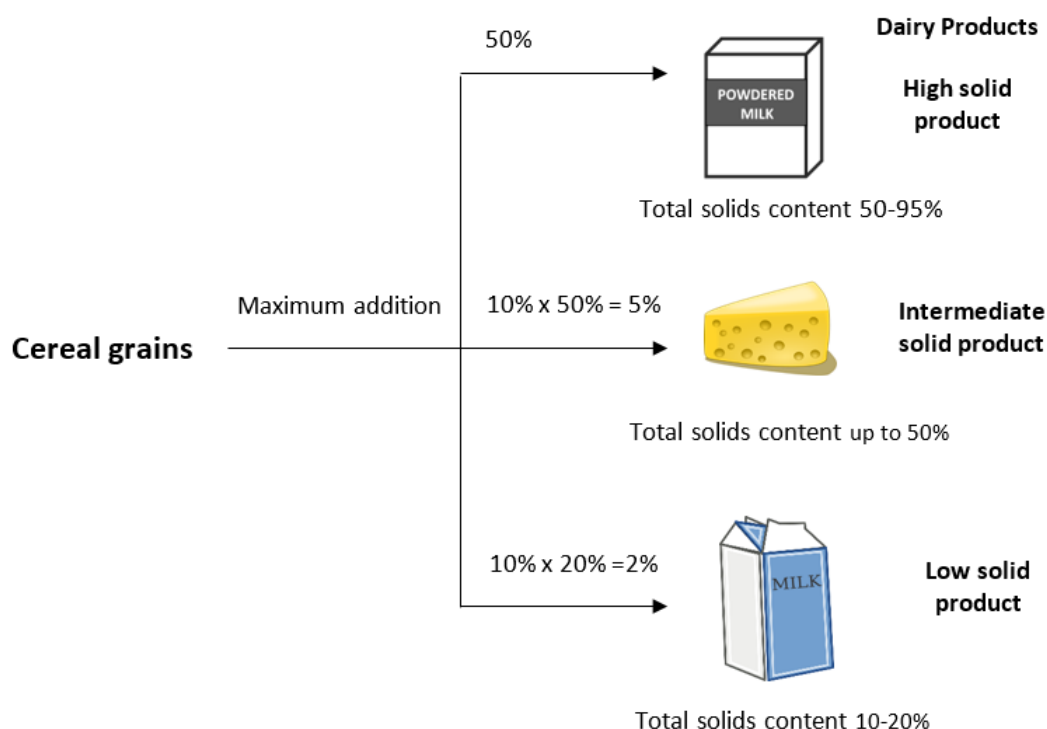 50%
Dairy Products
POWDERED
MILK
High solid
product
Total solids content 50-95%
Cereal grains
Maximum addition
10% x 50% = 5%
Intermediate
solid product
Total solids content up to 50%
10% x 20% =2%
MILK
Low solid
product
Total solids content 10-20%